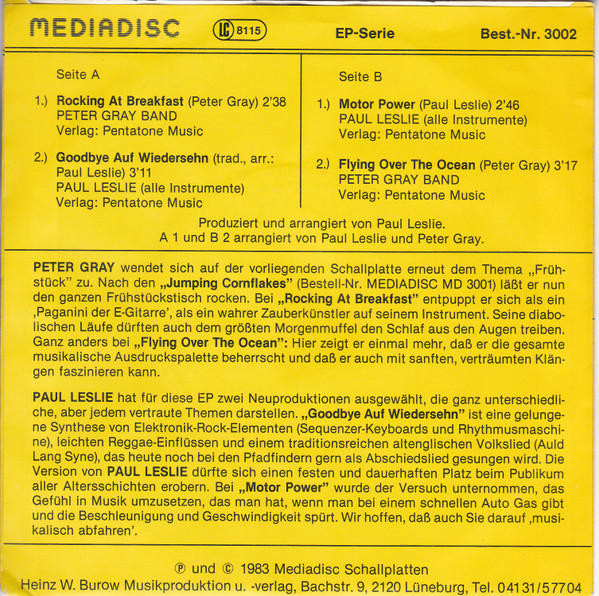 MEDIADISC LC 8115 EP-Serie Best.-Nr. 3002
Seite A
1.) Rocking At Breakfast (Peter Gray) 2'38
PETER GRAY BAND
Verlag: Pentatone Music
2.) Goodbye Auf Wiedersehn (trad., arr.:
Paul Leslie) 3'11
PAUL LESLIE (alle Instrumente)
Verlag: Pentatone Music
Seite B
1.) Motor Power (Paul Leslie) 2'46
PAUL LESLIE (alle Instrumente)
Verlag: Pentatone Music
2.) Flying Over The Ocean (Peter Gray) 3'17
PETER GRAY BAND
Verlag: Pentatone Music
Produziert und arrangiert von Paul Leslie.
A 1 und B 2 arrangiert von Paul Leslie und Peter Gray.
PETER GRAY wendet sich auf der vorliegenden Schallplatte erneut dem Thema „Früh-
stück” zu. Nach den „Jumping Cornflakes” (Bestell-Nr. MEDIADISC MD 3001) läßt er nun
den ganzen Frühstückstisch rocken. Bei „Rocking At Breakfast” entpuppt er sich als ein
‚Paganini der E-Gitarre’, als ein wahrer Zauberkünstler auf seinem Instrument. Seine diabo-
lischen Läufe dürften auch dem größten Morgenmuffel den Schlaf aus den Augen treiben.
Ganz anders bei „Flying Over The Ocean”: Hier zeigt er einmal mehr, daß er die gesamte
musikalische Ausdruckspalette beherrscht und daß er auch mit sanften, verträumten Klän-
gen faszinieren kann.
PAUL LESLIE hat für diese EP zwei Neuproduktionen ausgewählt, die ganz unterschiedli-
che, aber jedem vertraute Themen darstellen. „Goodbye Auf Wiedersehn” ist eine gelunge-
ne Synthese von Elektronik-Rock-Elementen (Sequenzer-Keyboards und Rhythmusmaschi-
ne), leichten Reggae-Einflüssen und einem traditionsreichen altenglischen Volkslied (Auld
Lang Syne), das heute noch bei den Pfadfindern gern als Abschiedslied gesungen wird. Die
Version von PAUL LESLIE dürfte sich einen festen und dauerhaften Platz beim Publikum
aller Altersschichten erobern. Bei „Motor Power” wurde der Versuch unternommen, das
Gefühl in Musik umzusetzen, das man hat, wenn man bei einem schnellen Auto Gas gibt
und die Beschleunigung und Geschwindigkeit spürt. Wir hoffen, daß auch Sie darauf ‚musi-
kalisch abfahren’.
℗ und © 1983 Mediadisc Schallplatten
Heinz W. Burow Musikproduktion u. -verlag, Bachstr. 9, 2120 Lüneburg, Tel. 04131/57704